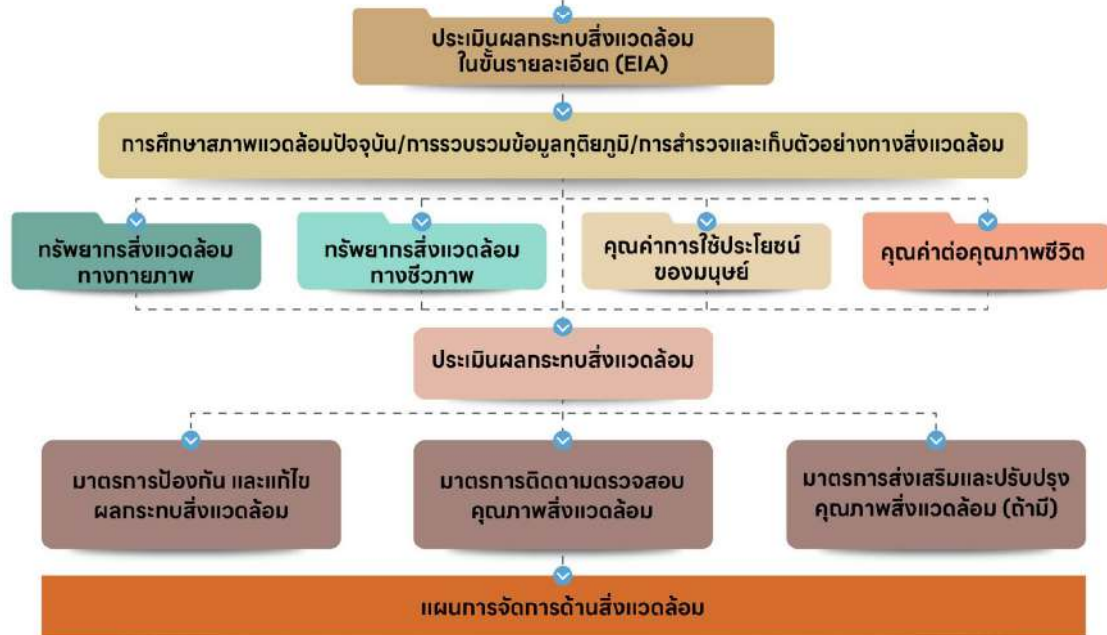 ประเมินผลกระทบสิ่งแวดล้อม
ในขั้นรายละเอียด (EIA)
การศึกษาสภาพแวดล้อมปัจจุบัน/การรวบรวมข้อมูลทุติยภูมิ/การสำรวจและเก็บตัวอย่างทางสิ่งแวดล้อม
ทรัพยากรสิ่งแวดล้อม
ทางกายภาพ
ทรัพยากรสิ่งแวดล้อม
ทางชีวภาพ
คุณค่าการใช้ประโยชน์
ของมนุษย์
คุณค่าต่อคุณภาพชีวิต
ประเมินผลกระทบสิ่งแวดล้อม
มาตรการป้องกัน และแก้ไข
ผลกระทบสิ่งแวดล้อม
มาตรการติดตามตรวจสอบ
คุณภาพสิ่งแวดล้อม
มาตรการส่งเสริมและปรับปรุง
คุณภาพสิ่งแวดล้อม (ถ้ามี)
แผนการจัดการด้านสิ่งแวดล้อม